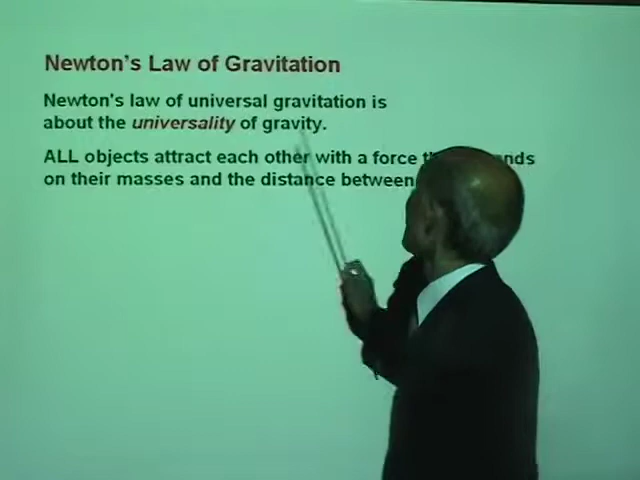 Newton's Law of Gravitation
Newton's law of universal gravitation is
about the universality of gravity.
ALL objects attract each other with a force
on their masses and the distance between